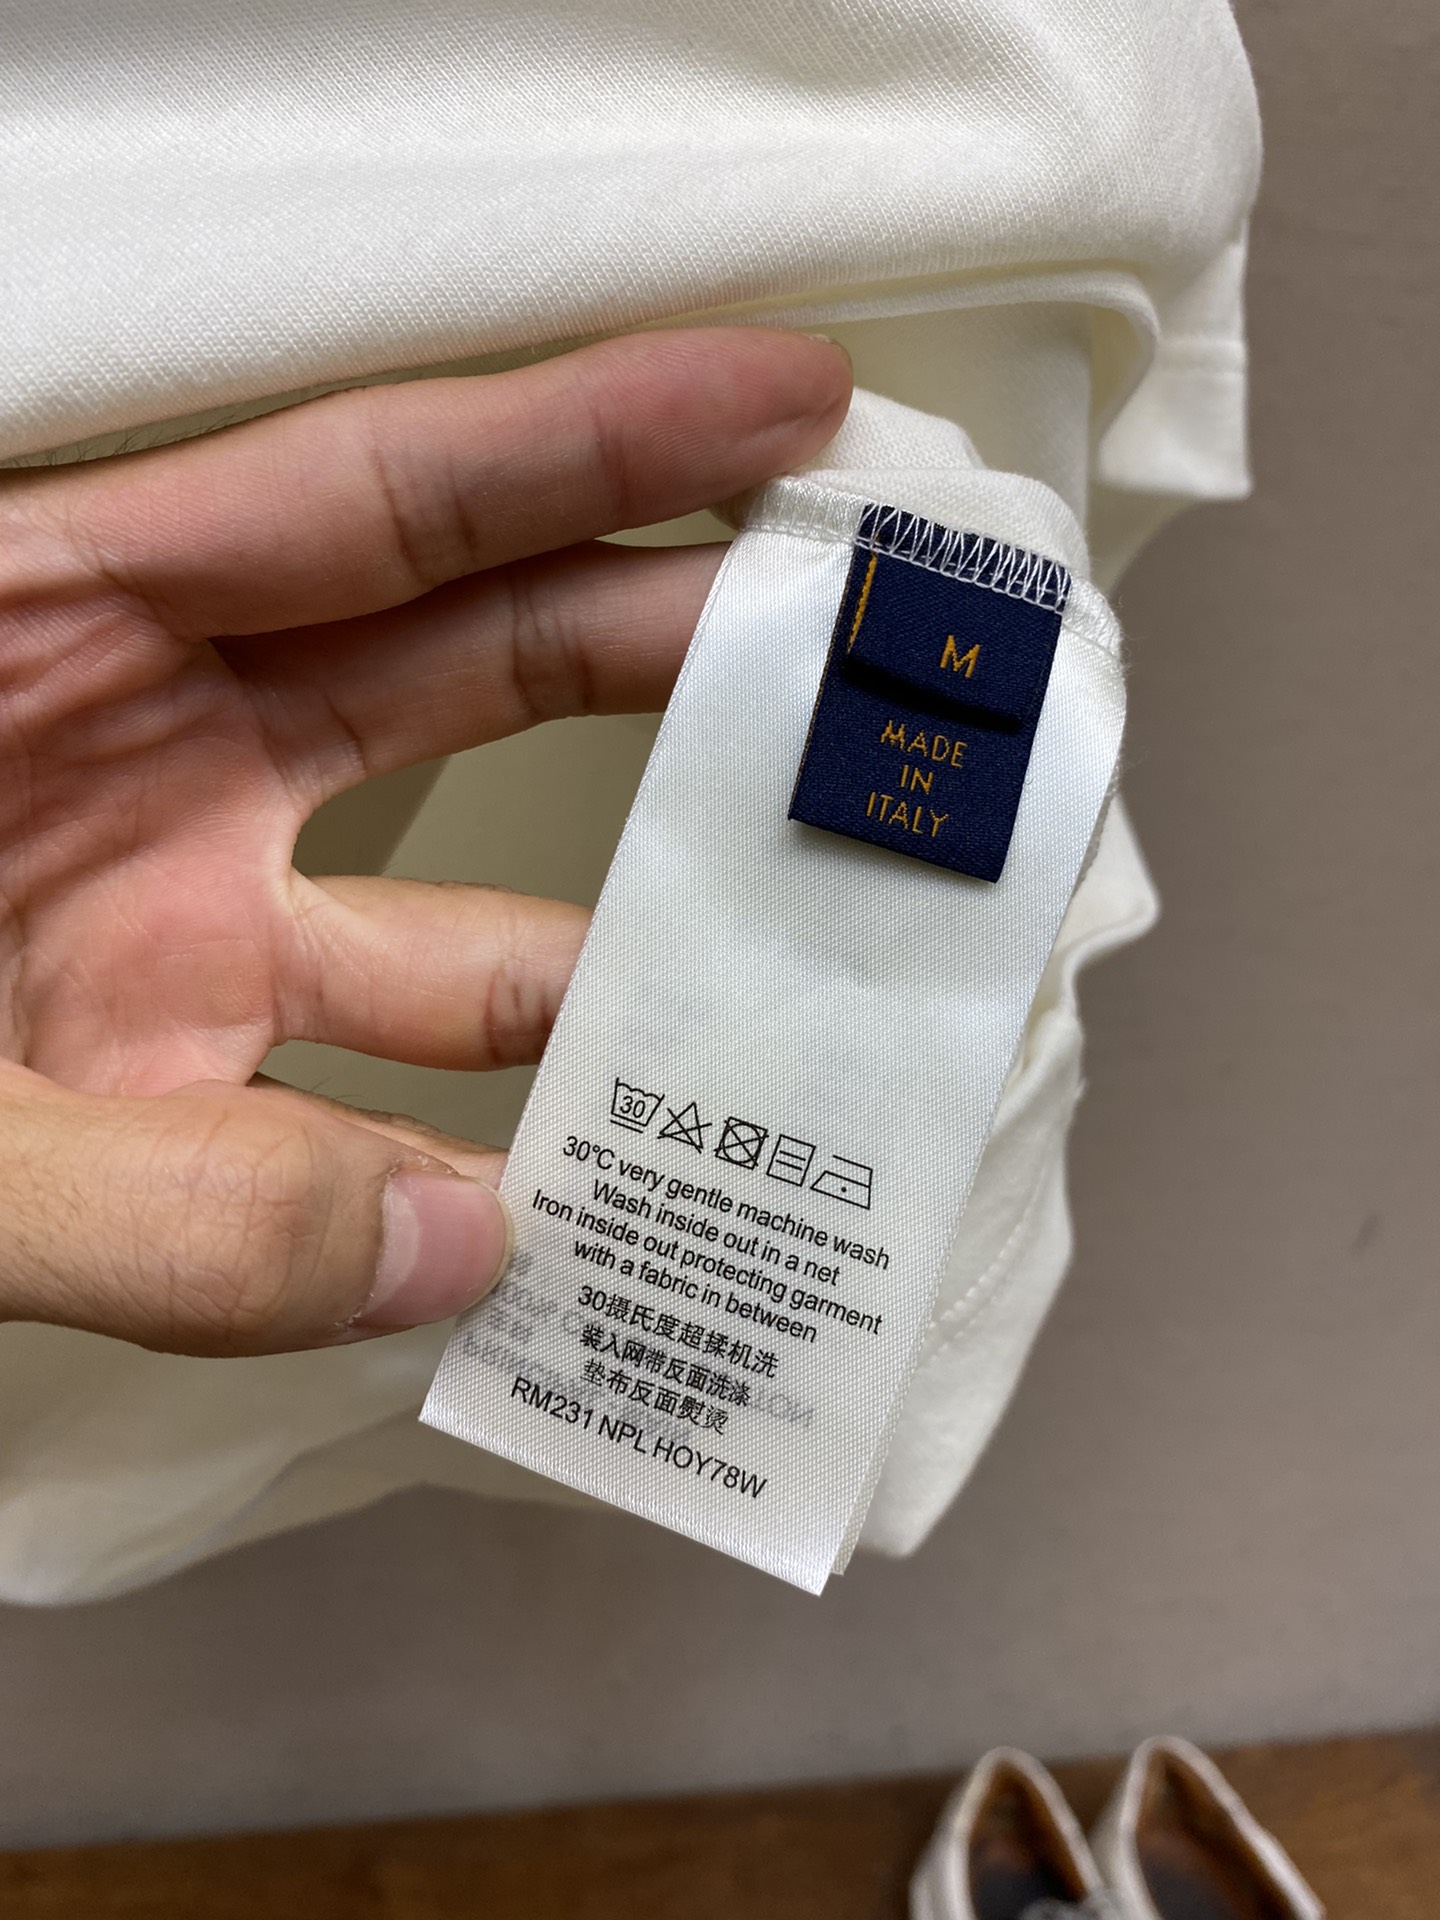 M
MADE
IN
ITALY
30
30°C very gentle machine wash
Wash inside out in a net
Iron inside out protecting garment
with a fabric in between
30摄氏度超揉机洗
装入网带反面洗涤
垫布反面熨烫
RM231 NPL HOY78W